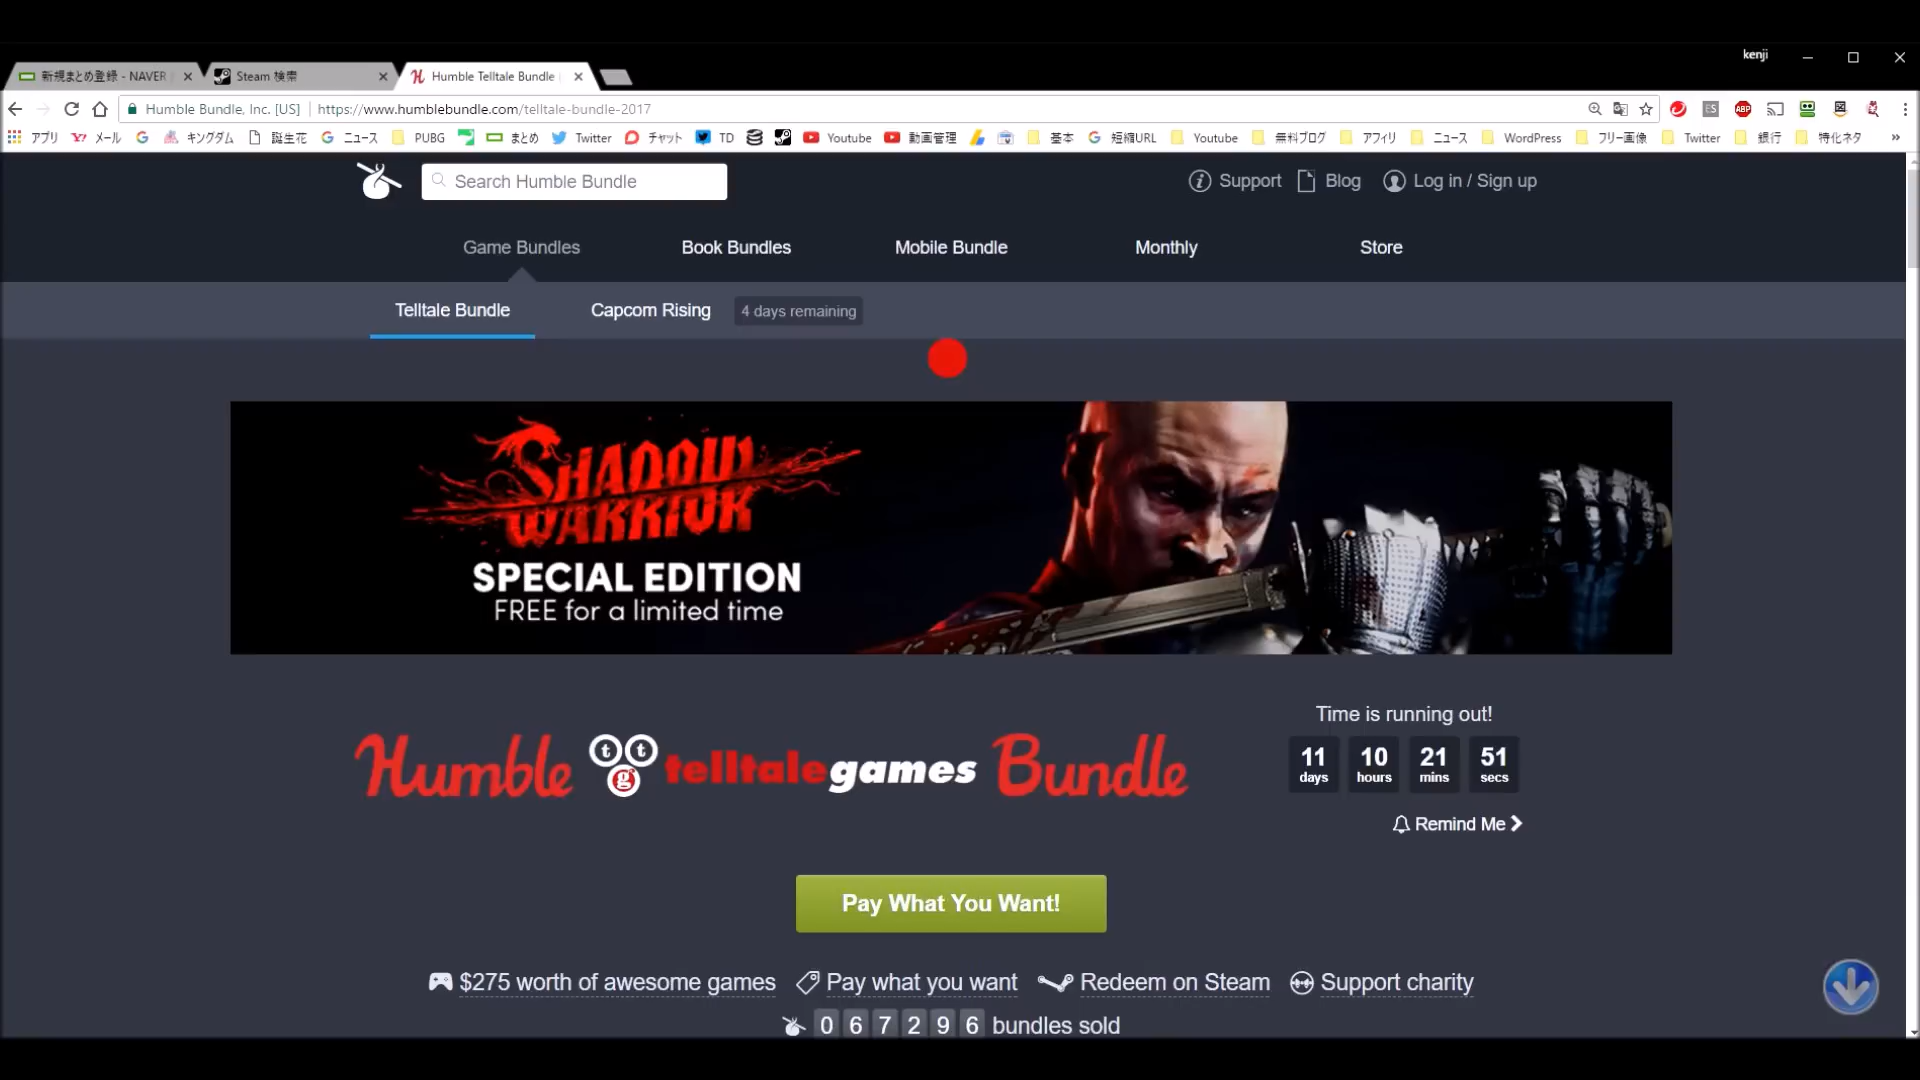 kenji
新規まとめ登録 - NAVER
Steam 検索
Humble Telltale Bundle
Humble Bundle, Inc. [US]
https://www.humblebundle.com/telltale-bundle-2017
アプリ メール キングダム 誕生花 ニュース PUBG まとめ Twitter チャット TD Youtube 動画管理 基本 短縮URL Youtube 無料ブログ アフィリ ニュース WordPress フリー画像 Twitter 銀行 特化ネタ »
Search Humble Bundle
Support Blog Log in / Sign up
Game Bundles Book Bundles Mobile Bundle Monthly Store
Telltale Bundle Capcom Rising 4 days remaining
SHADOW
WARRIOR
SPECIAL EDITION
FREE for a limited time
Time is running out!
Humble ttg telltalegames Bundle
11 10 21 51
days hours mins secs
Remind Me
Pay What You Want!
$275 worth of awesome games Pay what you want Redeem on Steam Support charity
067296 bundles sold